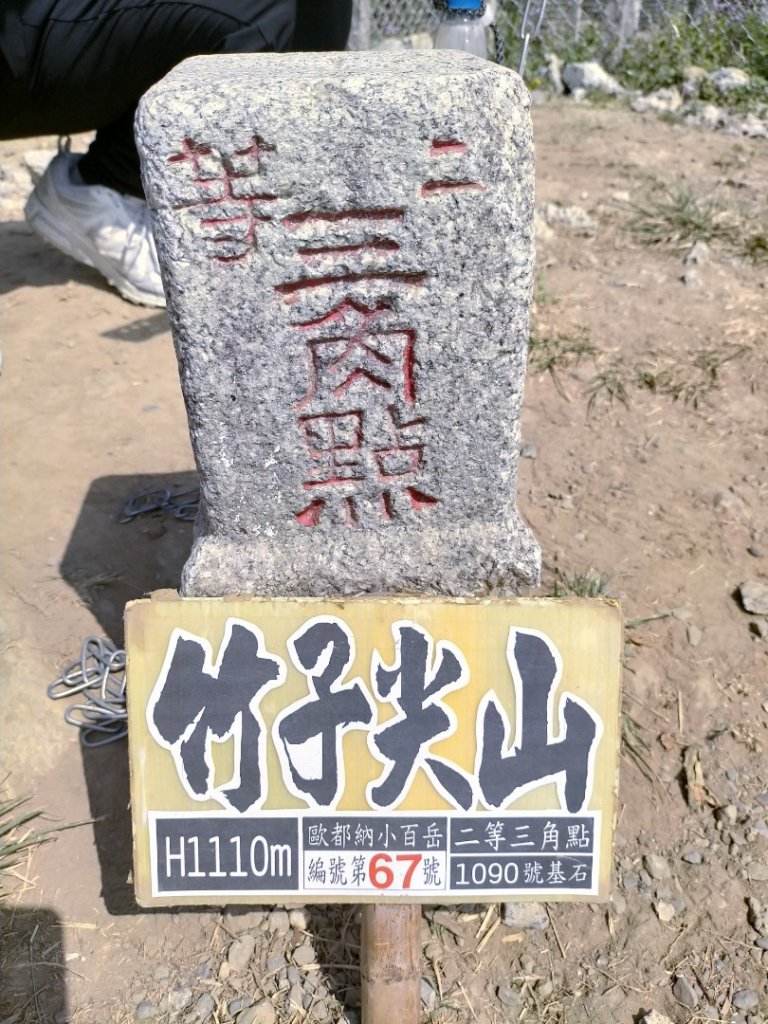 二等
三角點
竹子尖山
H1110m
歐都納小百岳
編號第67號
二等三角點
1090號基石